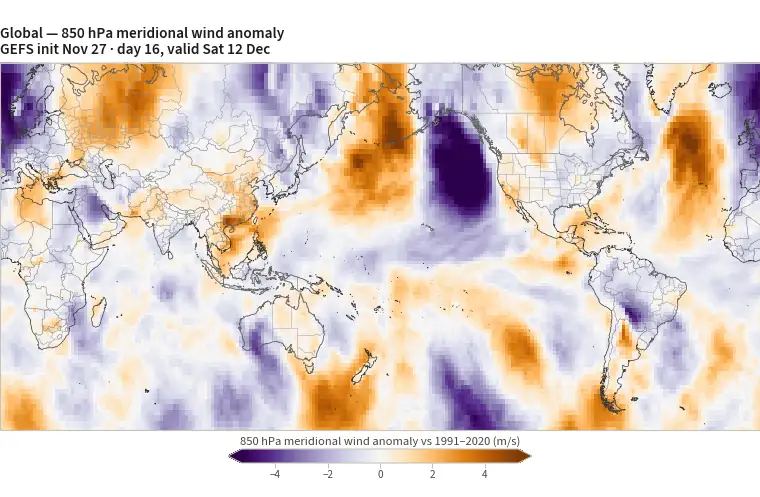 Global — 850 hPa meridional wind anomaly
GEFS init Nov 27 · day 16, valid Sat 12 Dec
850 hPa meridional wind anomaly vs 1991–2020 (m/s)
−4 −2 0 2 4